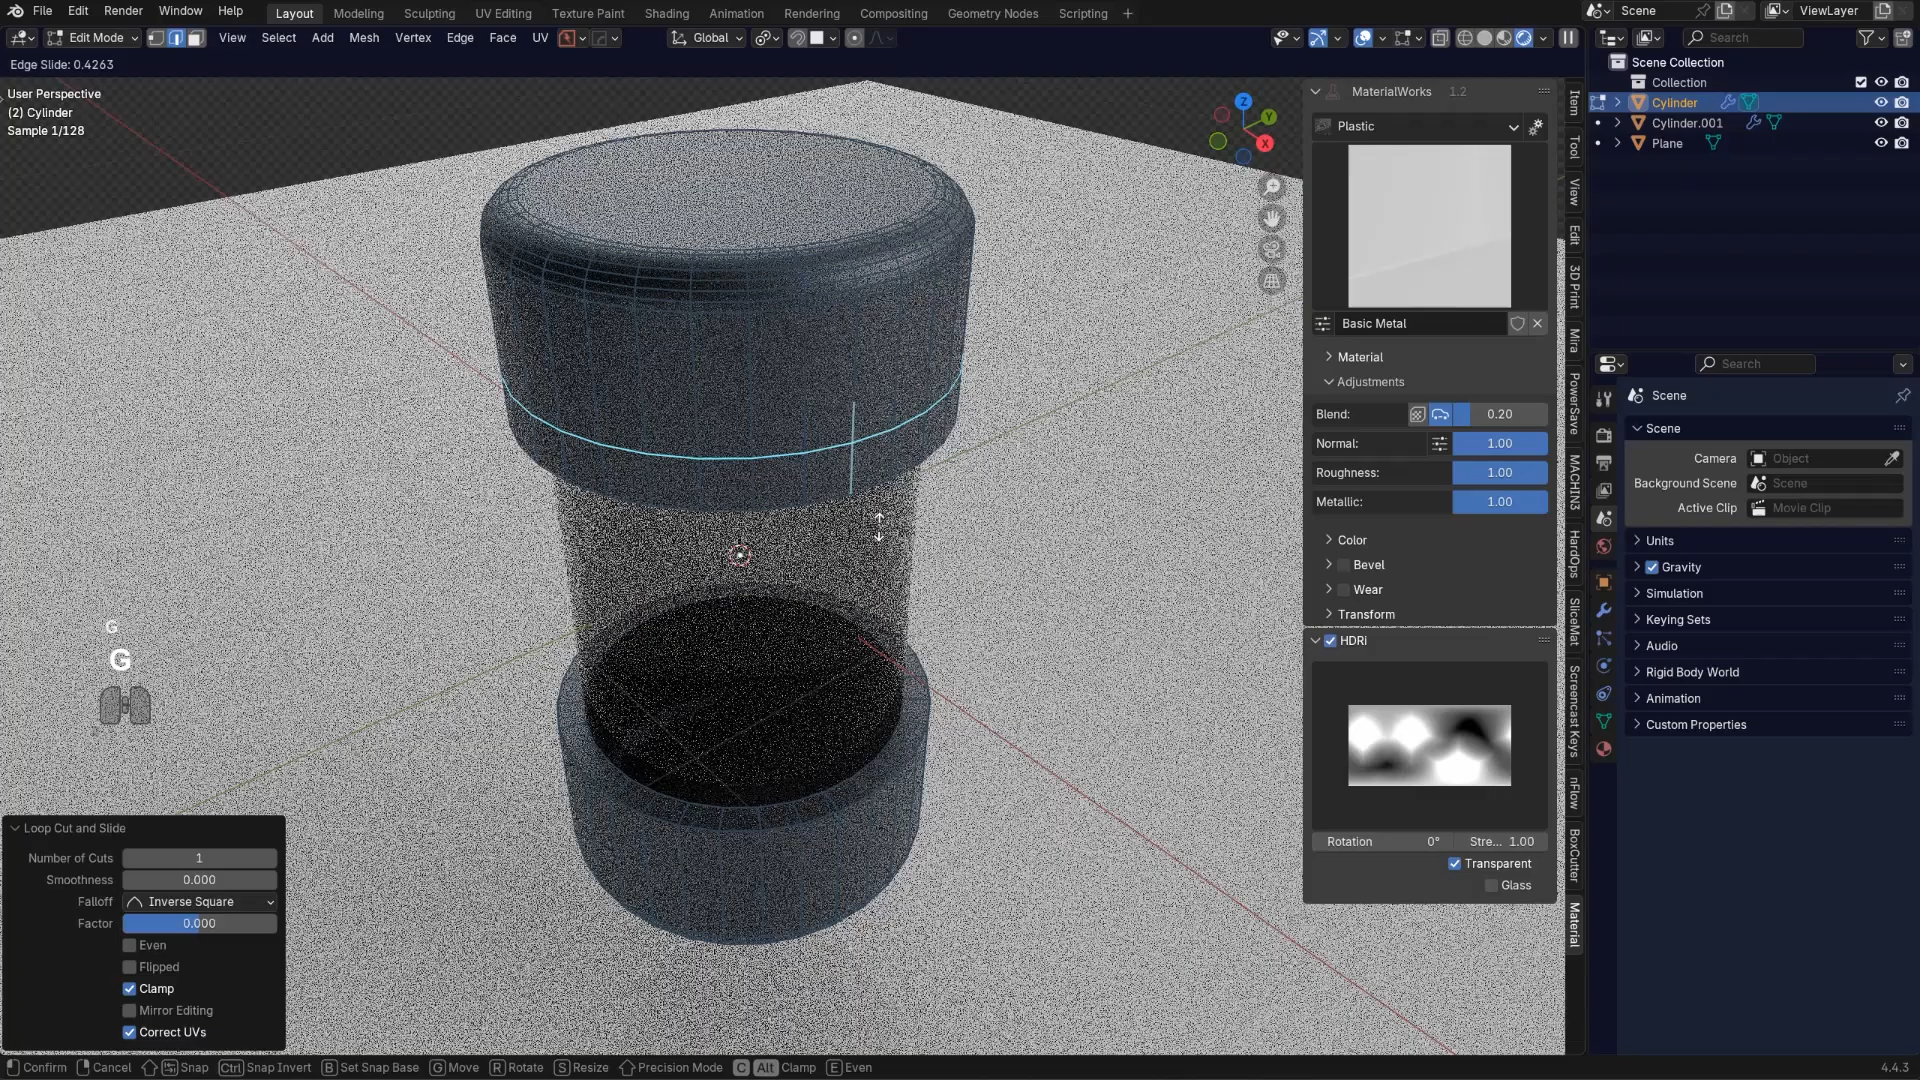 File Edit Render Window Help
Layout Modeling Sculpting UV Editing Texture Paint Shading Animation Rendering Compositing Geometry Nodes Scripting +
Scene
ViewLayer
Edit Mode
View Select Add Mesh Vertex Edge Face UV
Global
Search
Edge Slide: 0.4263
User Perspective
(2) Cylinder
Sample 1/128
Z
Y
X
G
G
Loop Cut and Slide
Number of Cuts 1
Smoothness 0.000
Falloff Inverse Square
Factor 0.000
Even
Flipped
Clamp
Mirror Editing
Correct UVs
MaterialWorks 1.2
Plastic
Basic Metal
Material
Adjustments
Blend: 0.20
Normal: 1.00
Roughness: 1.00
Metallic: 1.00
Color
Bevel
Wear
Transform
HDRi
Rotation 0° Stre... 1.00
Transparent
Glass
Item
Tool
View
Edit
3D Print
Mira
PowerSave
MACHIN3
HardOps
SliceMat
Screencast Keys
nFlow
BoxCutter
Material
Scene Collection
Collection
Cylinder
Cylinder.001
Plane
Search
Scene
Scene
Camera Object
Background Scene Scene
Active Clip Movie Clip
Units
Gravity
Simulation
Keying Sets
Audio
Rigid Body World
Animation
Custom Properties
Confirm Cancel Snap Ctrl Snap Invert B Set Snap Base G Move R Rotate S Resize Precision Mode C Alt Clamp E Even
4.4.3